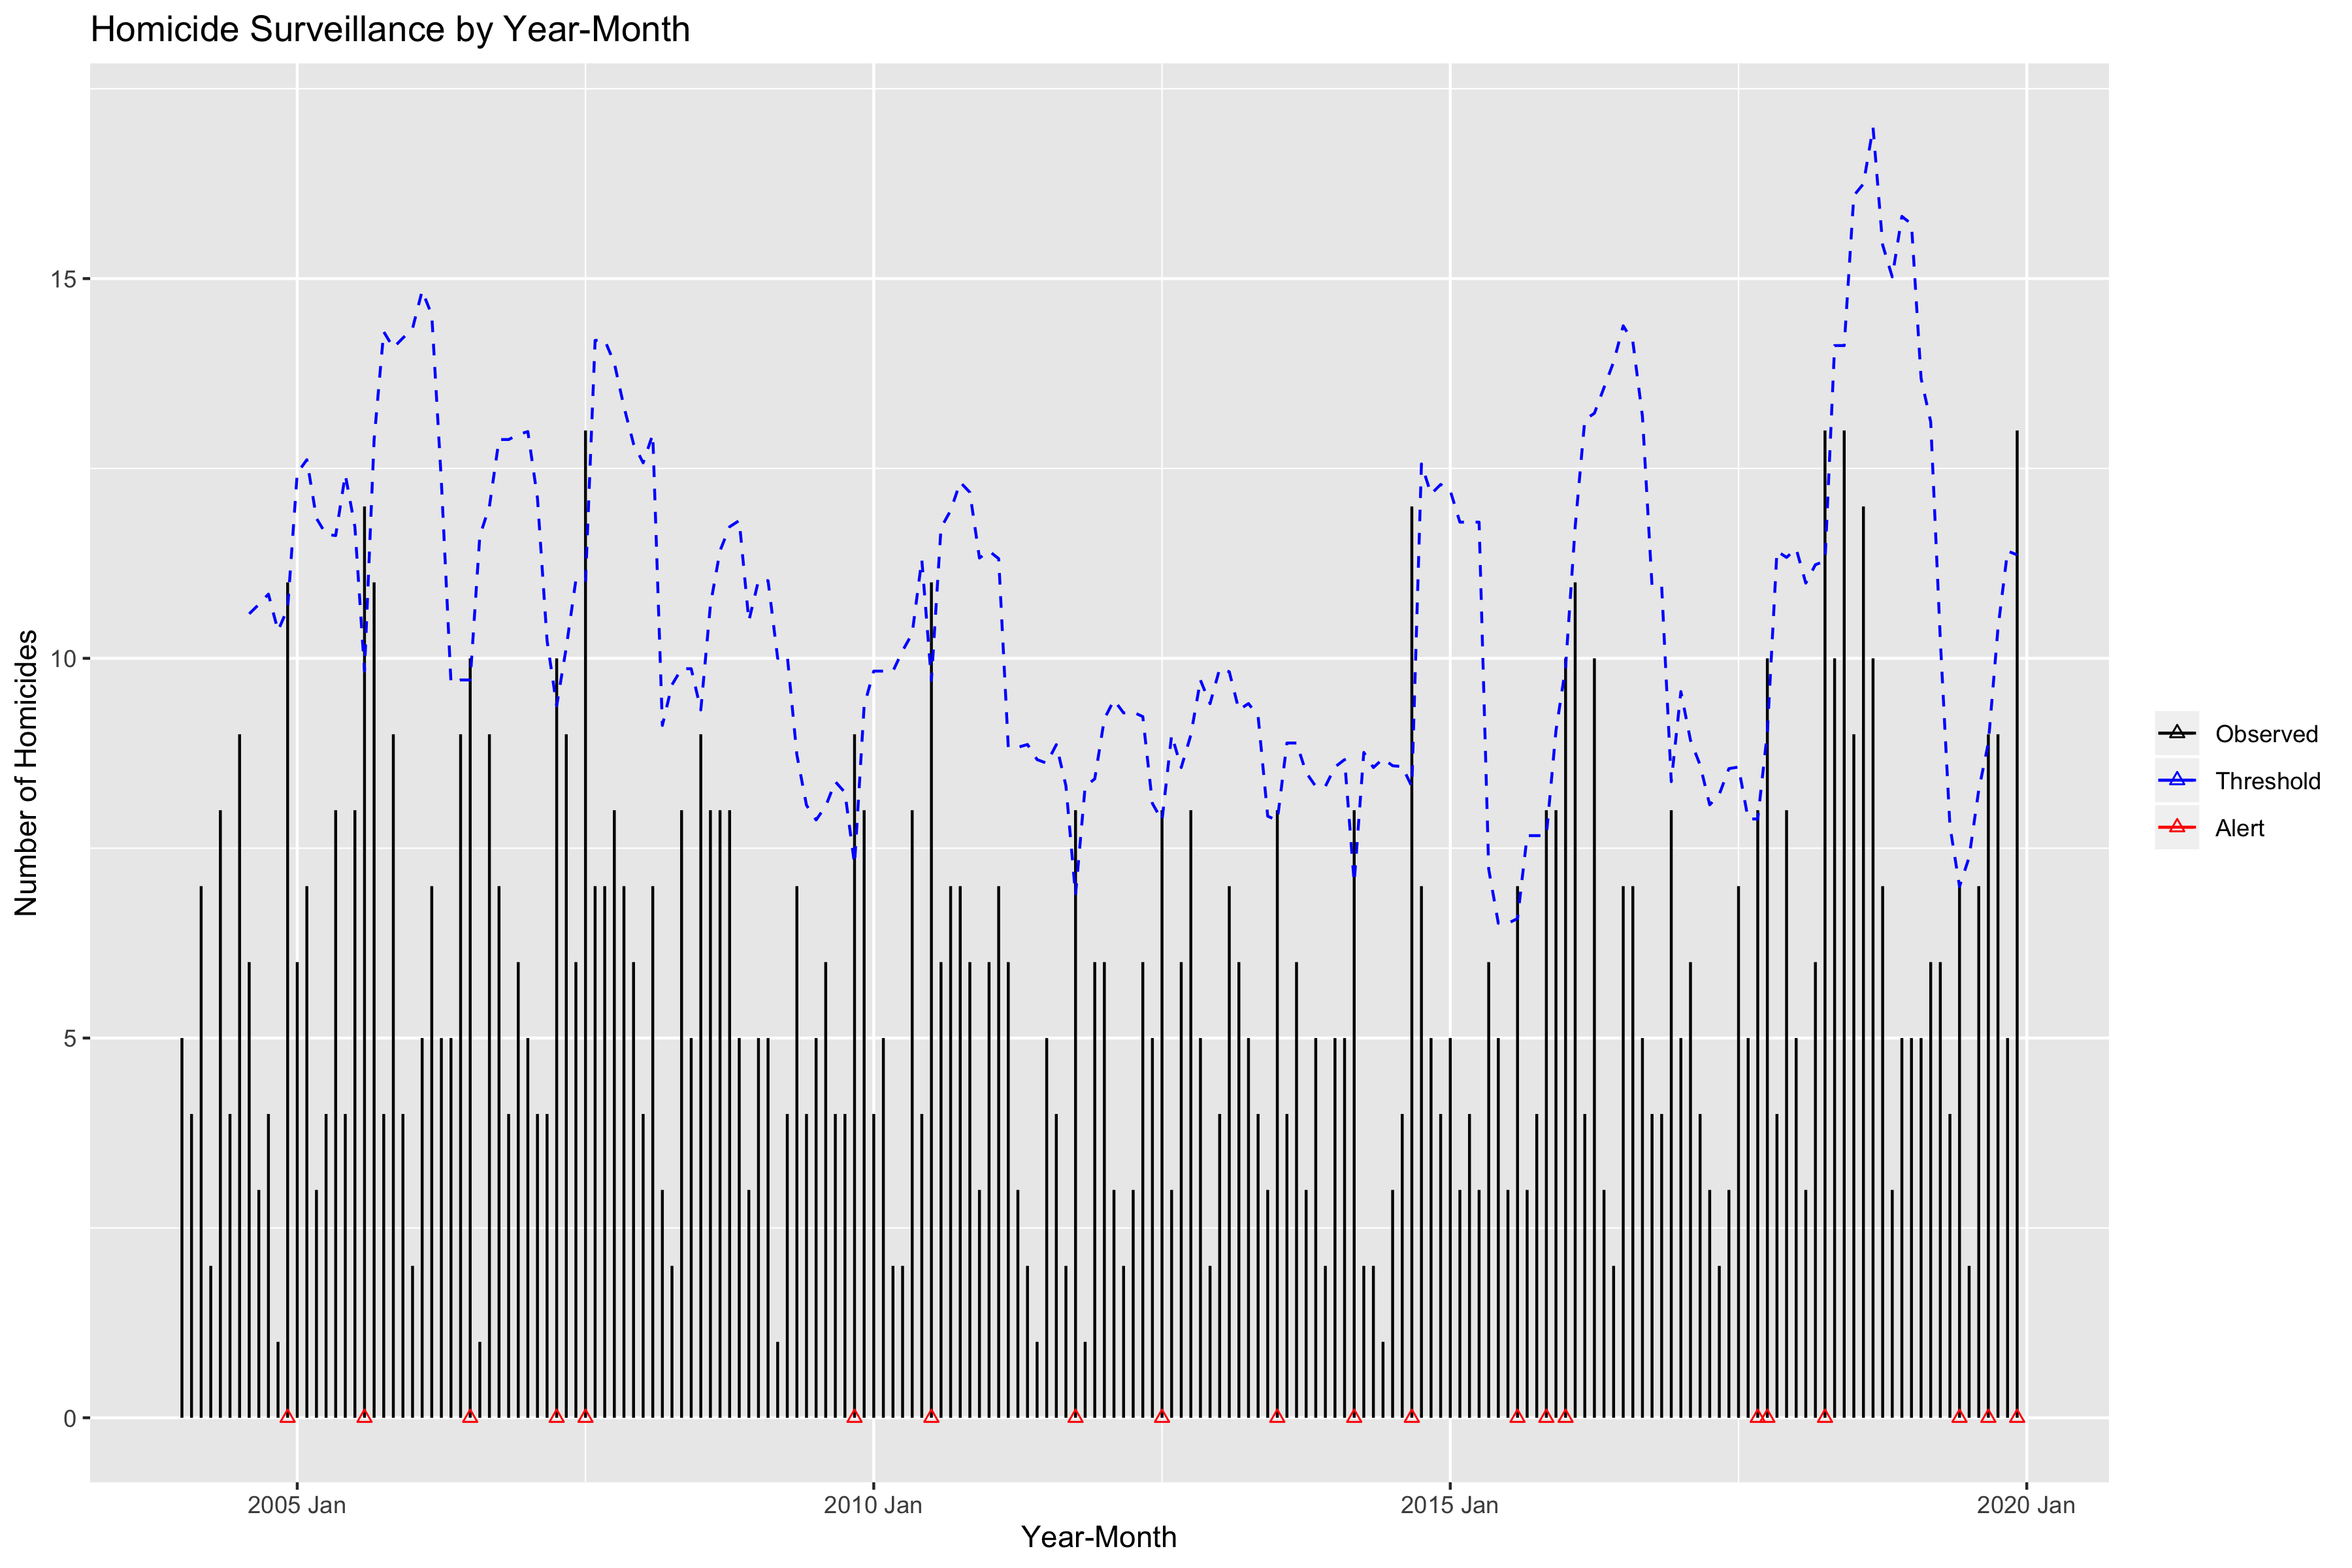 Homicide Surveillance by Year-Month
Number of Homicides
15
10
5
0
2005 Jan
2010 Jan
2015 Jan
2020 Jan
Year-Month
Observed
Threshold
Alert